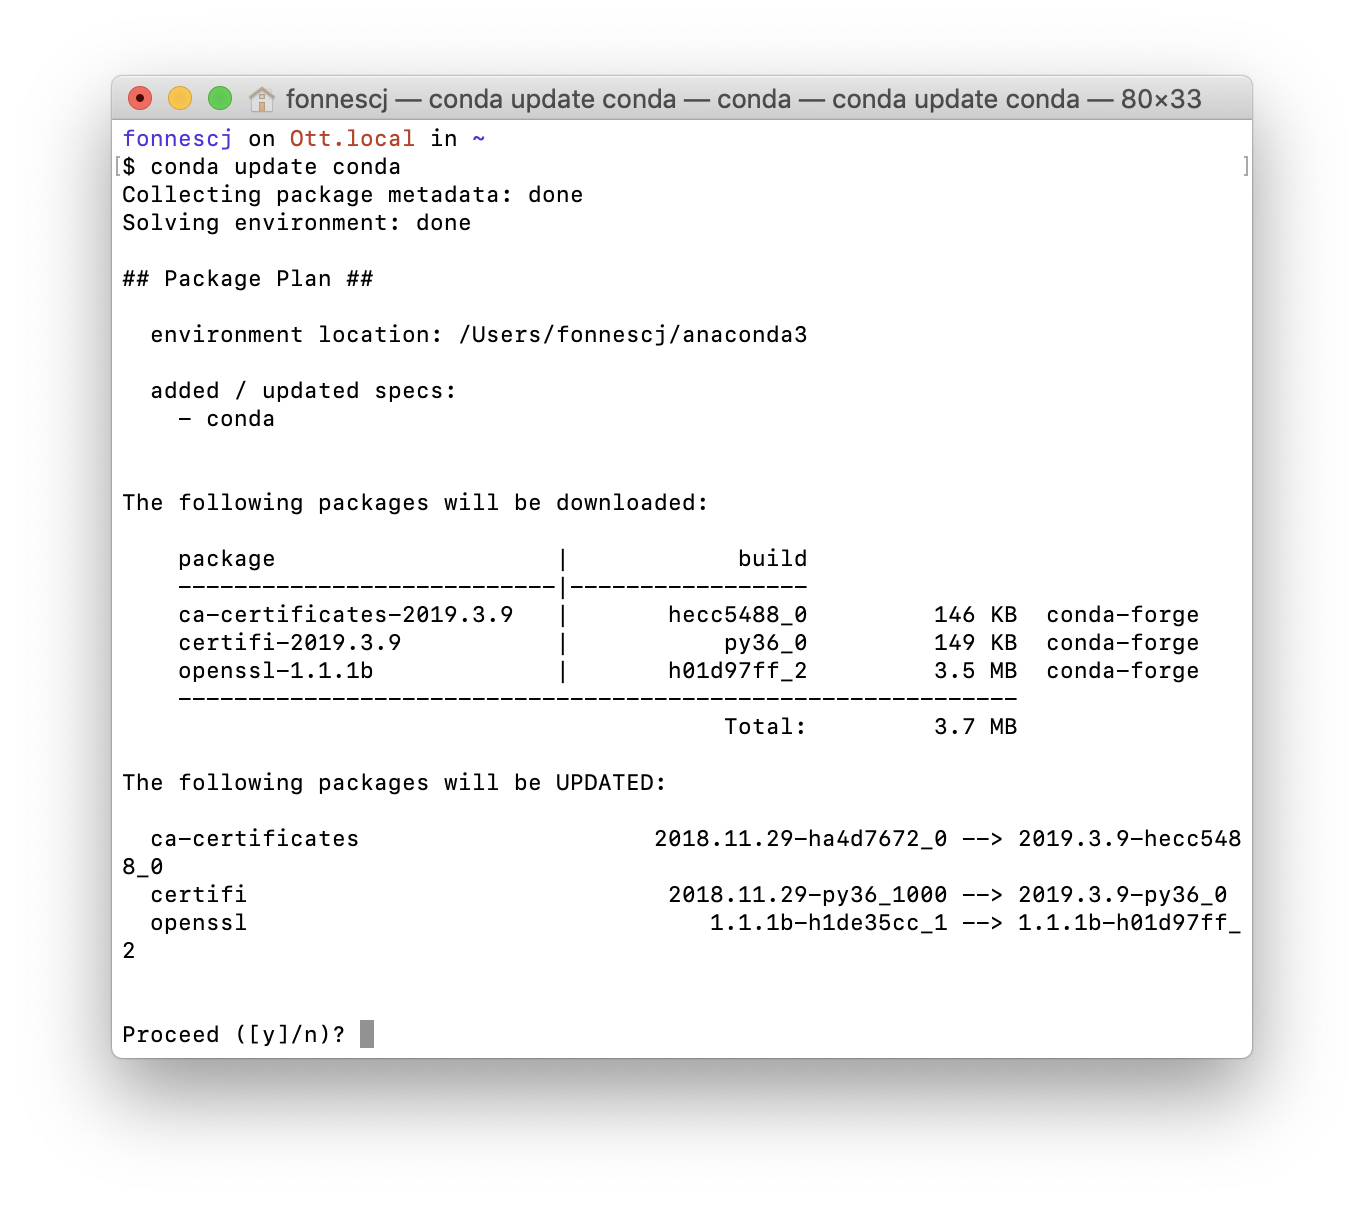 fonnescj — conda update conda — conda — conda update conda — 80×33
fonnescj on Ott.local in ~
[$ conda update conda ]
Collecting package metadata: done
Solving environment: done
## Package Plan ##
environment location: /Users/fonnescj/anaconda3
added / updated specs:
- conda
The following packages will be downloaded:
package | build
---------------------------|-----------------
ca-certificates-2019.3.9 | hecc5488_0 146 KB conda-forge
certifi-2019.3.9 | py36_0 149 KB conda-forge
openssl-1.1.1b | h01d97ff_2 3.5 MB conda-forge
------------------------------------------------------------
Total: 3.7 MB
The following packages will be UPDATED:
ca-certificates 2018.11.29-ha4d7672_0 --> 2019.3.9-hecc548
8_0
certifi 2018.11.29-py36_1000 --> 2019.3.9-py36_0
openssl 1.1.1b-h1de35cc_1 --> 1.1.1b-h01d97ff_
2
Proceed ([y]/n)?